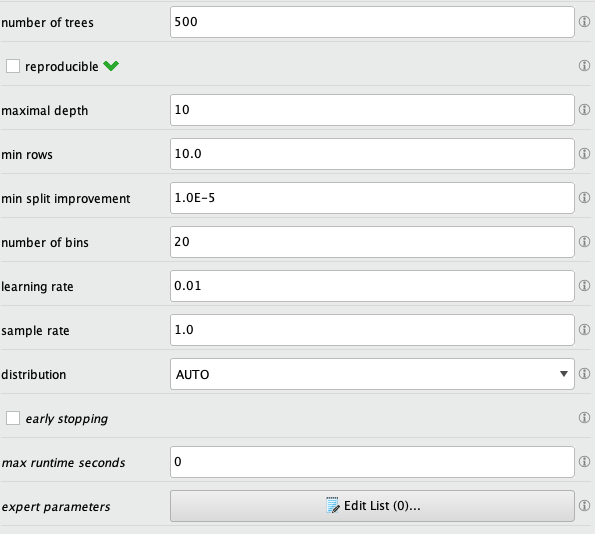 number of trees 500
reproducible
maximal depth 10
min rows 10.0
min split improvement 1.0E-5
number of bins 20
learning rate 0.01
sample rate 1.0
distribution AUTO
early stopping
max runtime seconds 0
expert parameters Edit List (0)...